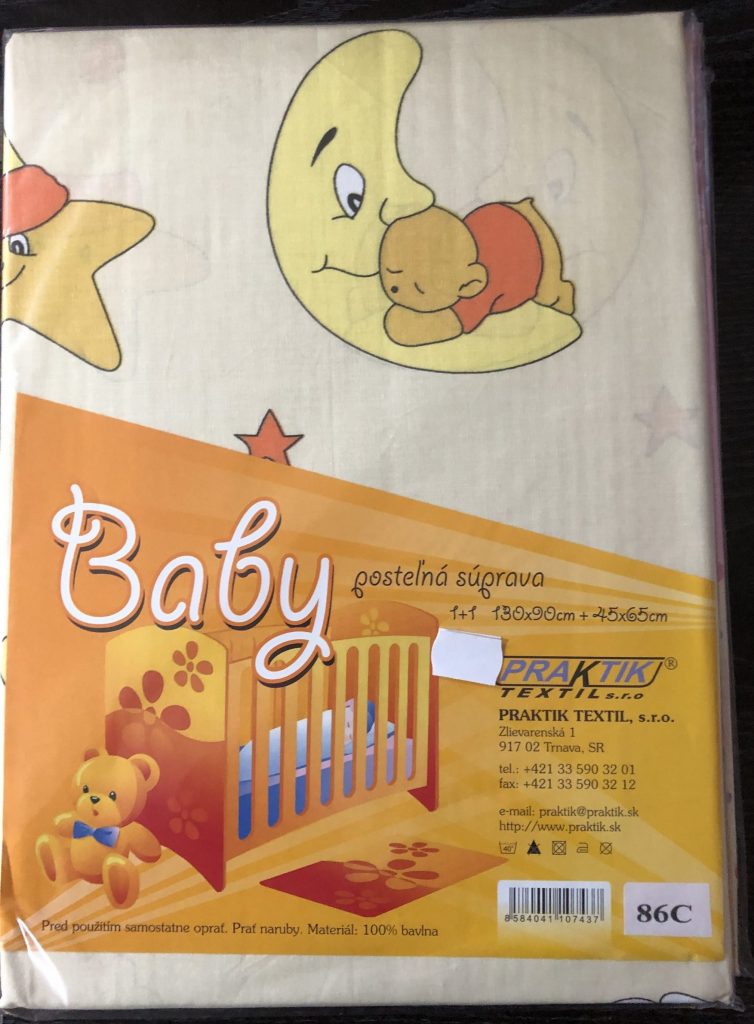 Baby
posteľná súprava
1+1 130x90cm + 45x65cm
PRAKTIK®
TEXTIL s.r.o
PRAKTIK TEXTIL, s.r.o.
Zlievarenská 1
917 02 Trnava, SR
tel.: +421 33 590 32 01
fax: +421 33 590 32 12
e-mail: praktik@praktik.sk
http://www.praktik.sk
40°
8584041107437
86C
Pred použitím samostatne oprať. Prať naruby. Materiál: 100% bavlna